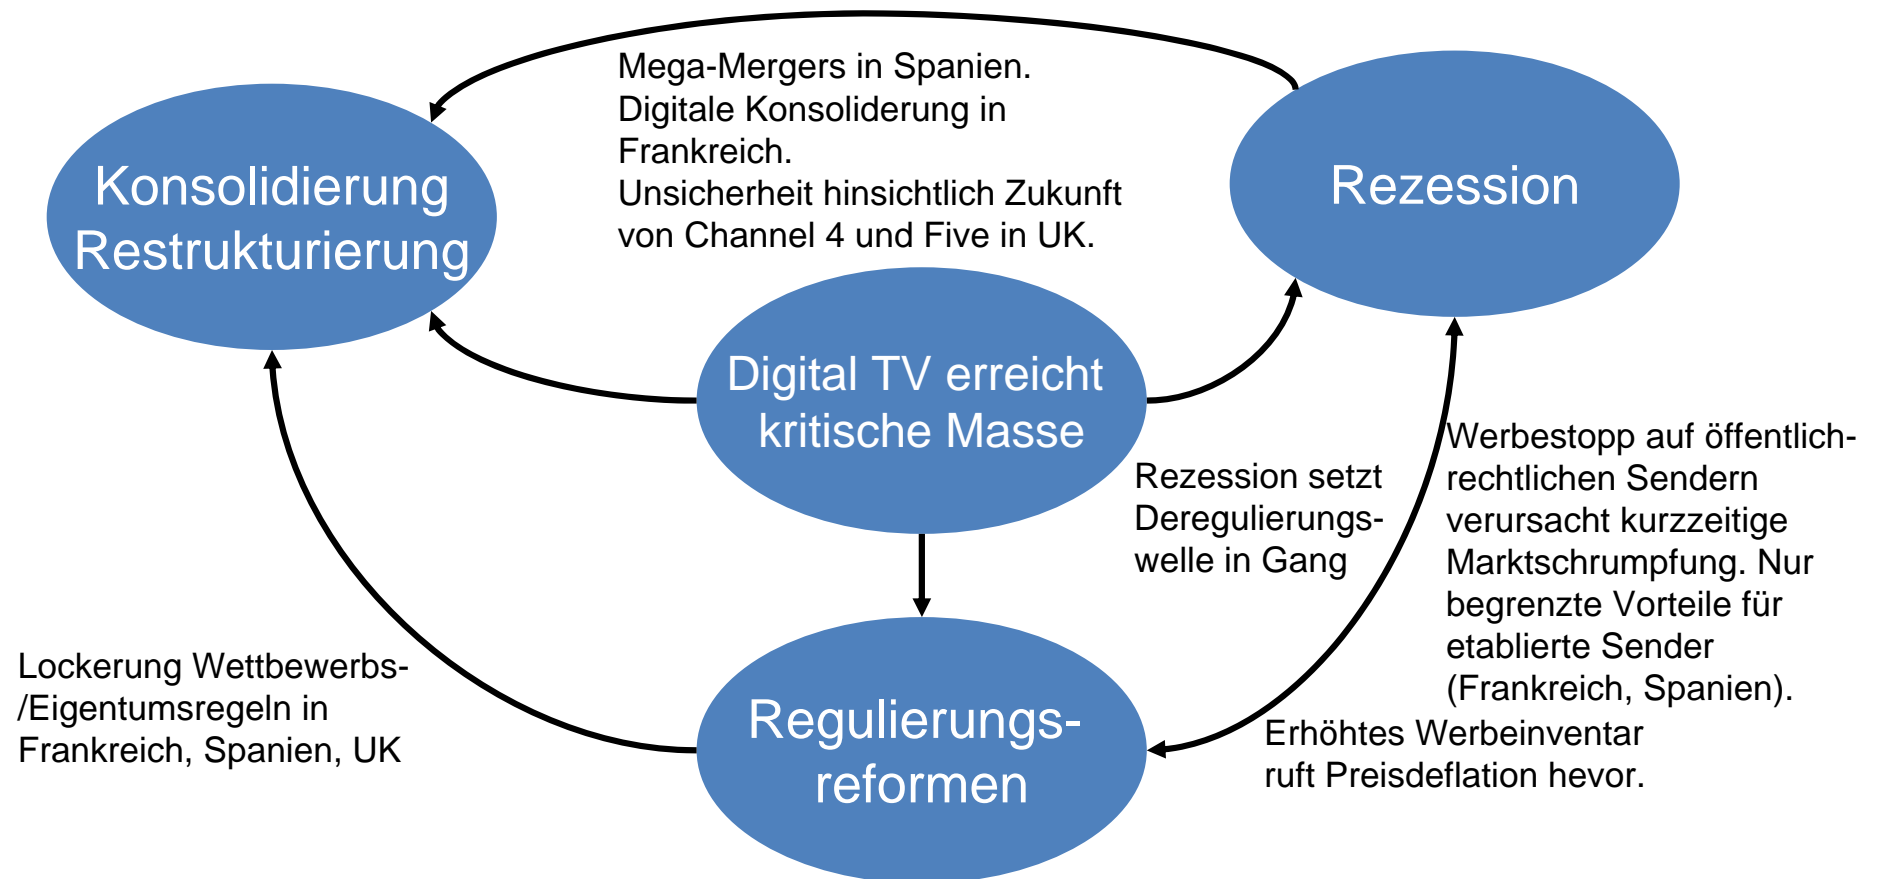 Mega-Mergers in Spanien.
Digitale Konsoliderung in
Frankreich.
Unsicherheit hinsichtlich Zukunft
von Channel 4 und Five in UK.
Konsolidierung
Restrukturierung
Rezession
Digital TV erreicht
kritische Masse
Rezession setzt
Deregulierungs-
welle in Gang
Werbestopp auf öffentlich-
rechtlichen Sendern
verursacht kurzzeitige
Marktschrumpfung. Nur
begrenzte Vorteile für
etablierte Sender
(Frankreich, Spanien).
Lockerung Wettbewerbs-
/Eigentumsregeln in
Frankreich, Spanien, UK
Regulierungs-
reformen
Erhöhtes Werbeinventar
ruft Preisdeflation hevor.